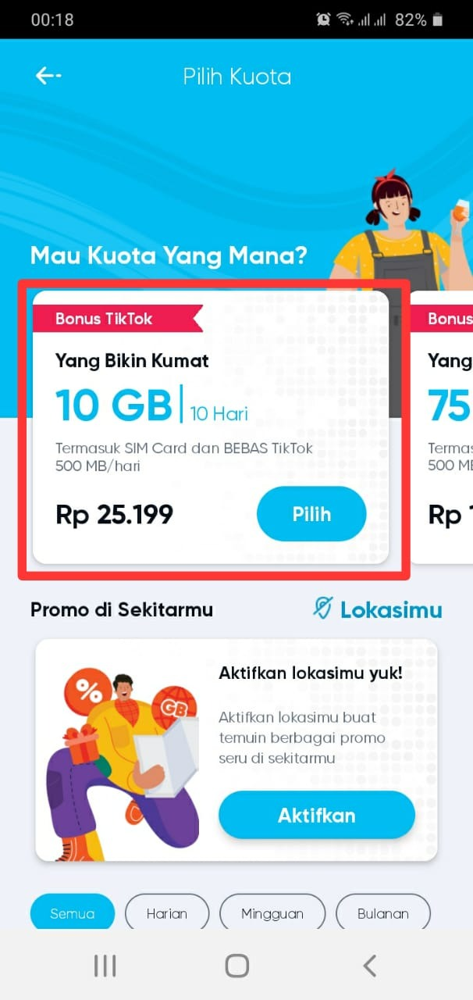 00:18
82%
Pilih Kuota
Mau Kuota Yang Mana?
Bonus TikTok
Yang Bikin Kumat
10 GB
10 Hari
Termasuk SIM Card dan BEBAS TikTok
500 MB/hari
Rp 25.199
Pilih
Bonus
Yang
75
500
Rp
Promo di Sekitarmu
Lokasimu
%
GB
Aktifkan lokasimu yuk!
Aktifkan lokasimu buat
temuin berbagai promo
seru di sekitarmu
Aktifkan
Semua
Harian
Mingguan
Bulanan